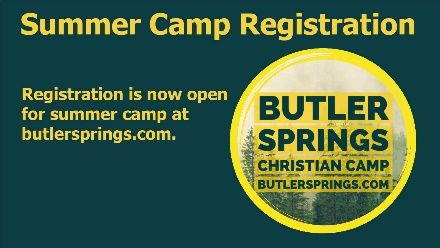 Summer Camp Registration
Registration is now open
for summer camp at
butlersprings.com.
BUTLER
SPRINGS
CHRISTIAN CAMP
BUTLERSPRINGS.COM